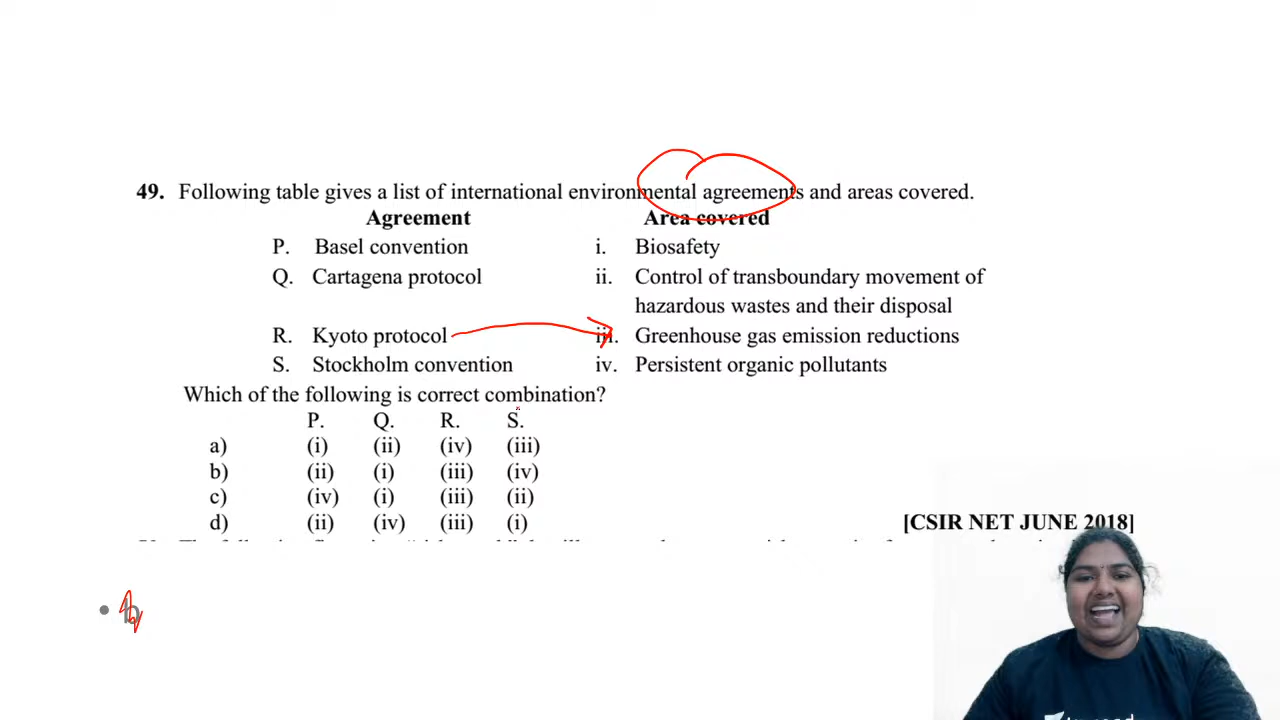 49. Following table gives a list of international environmental agreements and areas covered.
Agreement Area covered
P. Basel convention i. Biosafety
Q. Cartagena protocol ii. Control of transboundary movement of
hazardous wastes and their disposal
R. Kyoto protocol iii. Greenhouse gas emission reductions
S. Stockholm convention iv. Persistent organic pollutants
Which of the following is correct combination?
P. Q. R. S.
a) (i) (ii) (iv) (iii)
b) (ii) (i) (iii) (iv)
c) (iv) (i) (iii) (ii)
d) (ii) (iv) (iii) (i)
[CSIR NET JUNE 2018]
• b